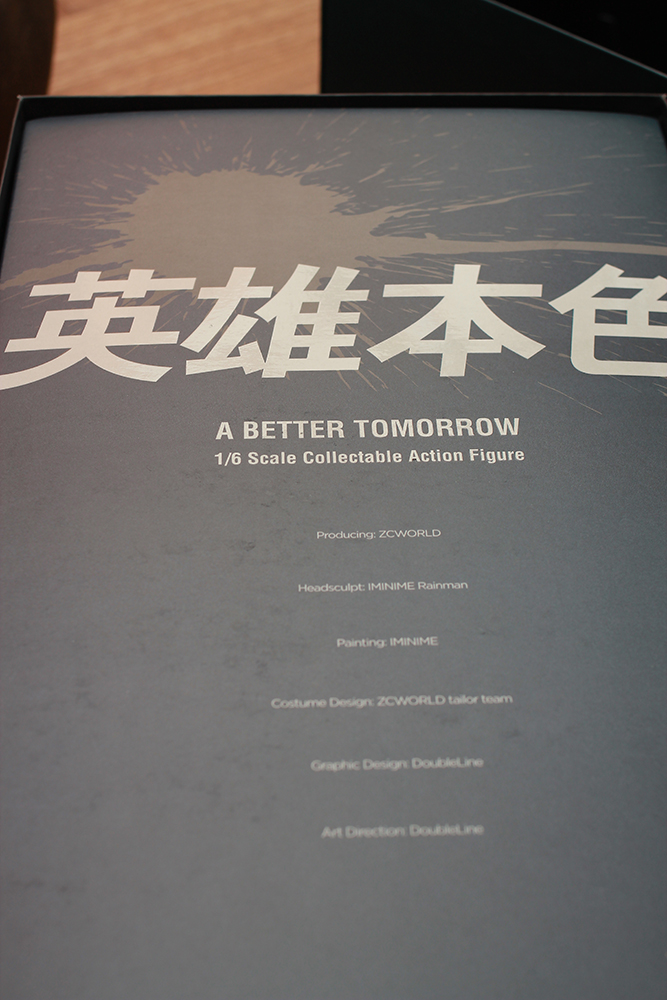 英雄本色
A BETTER TOMORROW
1/6 Scale Collectable Action Figure
Producing: ZCWORLD
Headsculpt: IMINIME Rainman
Painting: IMINIME
Costume Design: ZCWORLD tailor team
Graphic Design: DoubleLine
Art Direction: DoubleLine